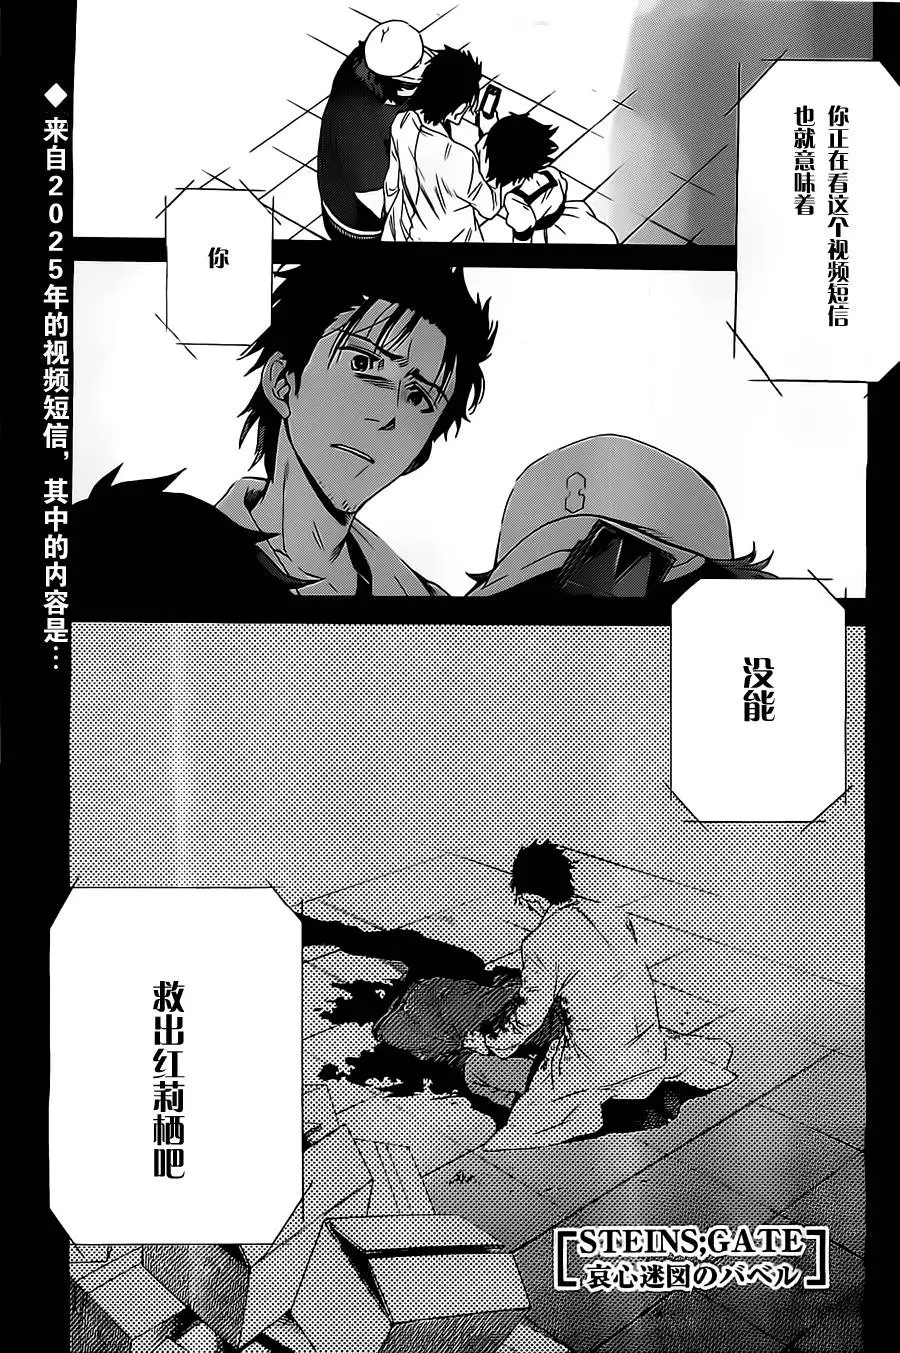 你正在看这个视频短信
也就意味着
你
没能
救出红莉栖吧
◆来自2025年的视频短信，其中的内容是…
STEINS;GATE
哀心迷図のバベル